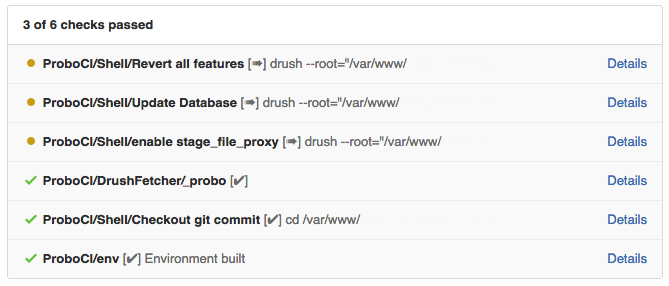 3 of 6 checks passed
ProboCI/Shell/Revert all features [➠] drush --root="/var/www/ Details
ProboCI/Shell/Update Database [➠] drush --root="/var/www/ Details
ProboCI/Shell/enable stage_file_proxy [➠] drush --root="/var/www/ Details
ProboCI/DrushFetcher/_probo [✔] Details
ProboCI/Shell/Checkout git commit [✔] cd /var/www/ Details
ProboCI/env [✔] Environment built Details